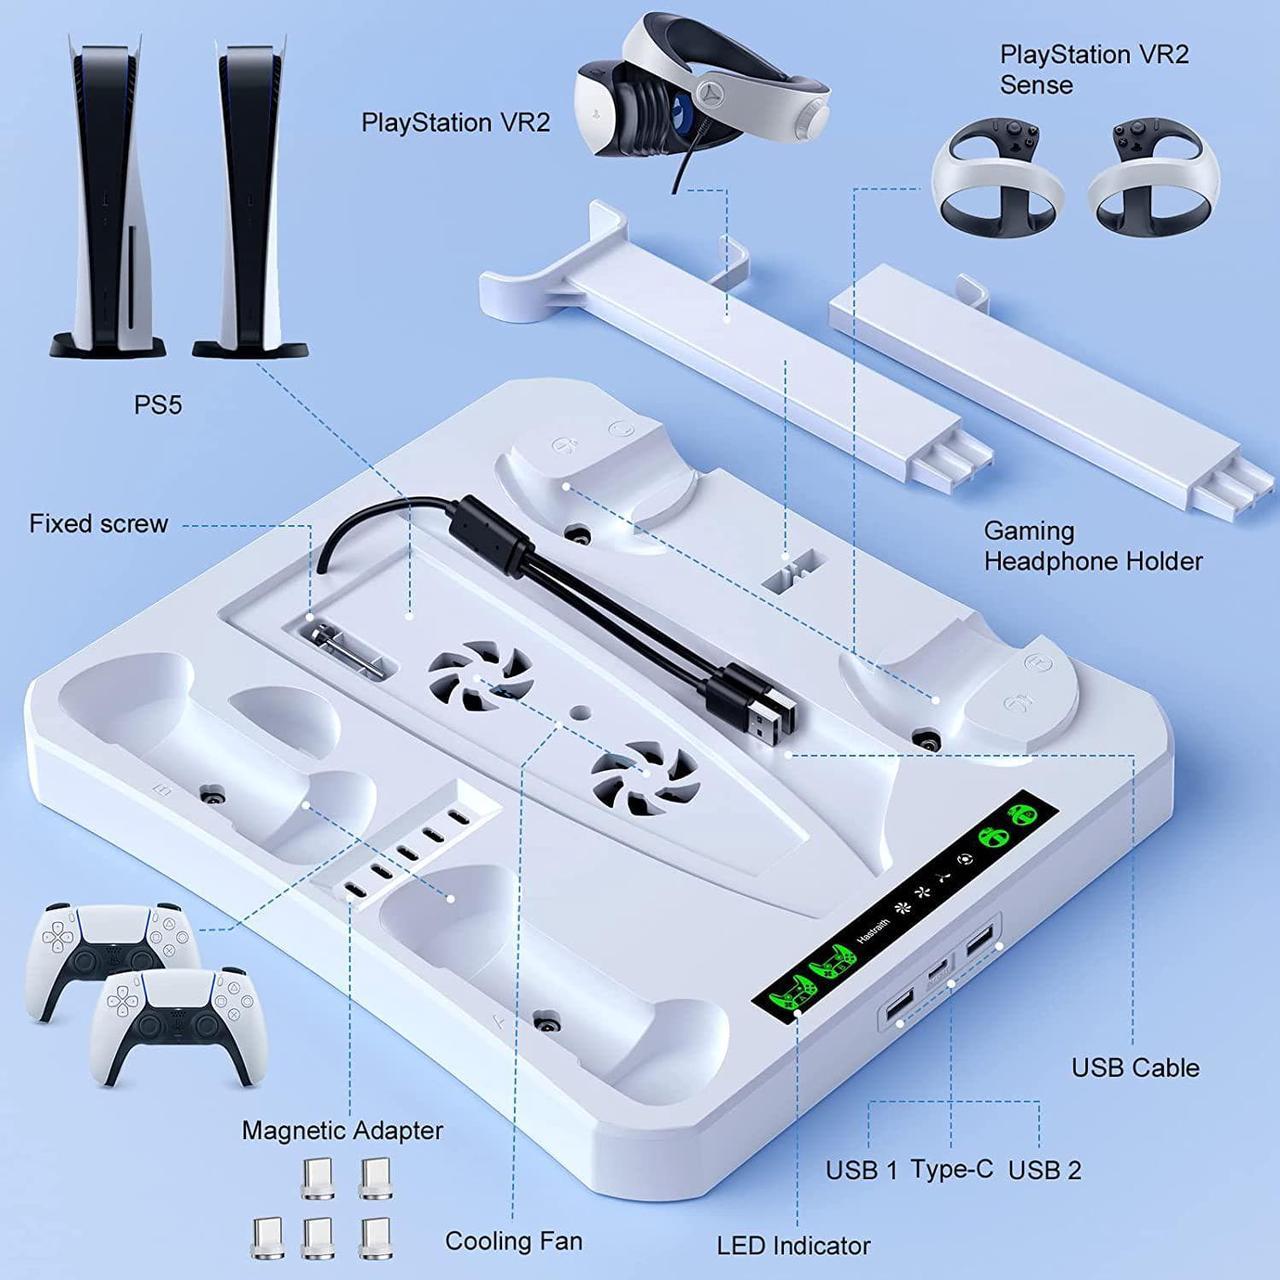 PlayStation VR2
PlayStation VR2
Sense
PS5
Fixed screw
Gaming
Headphone Holder
L
R
B
A
Hastraith
A
B
USB Cable
USB 1
Type-C
USB 2
Magnetic Adapter
Cooling Fan
LED Indicator